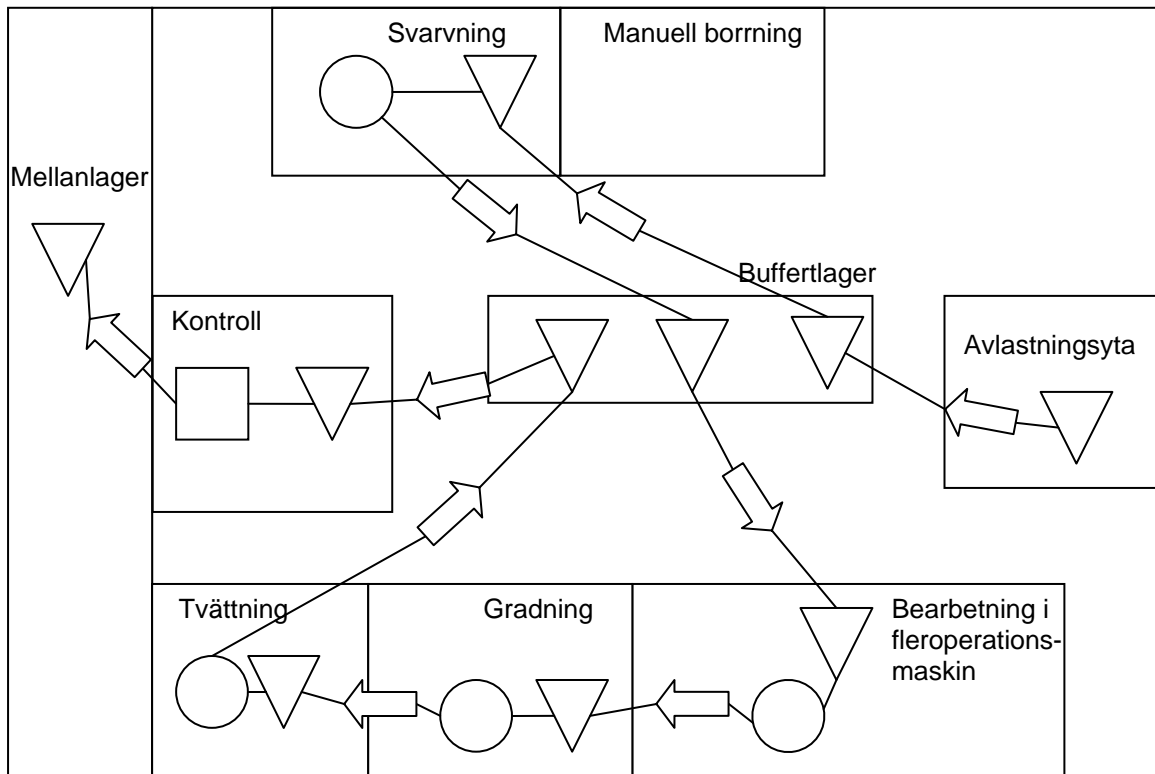 Svarvning
Manuell borrning
Mellanlager
Buffertlager
Kontroll
Avlastningsyta
Tvättning
Gradning
Bearbetning i
fleroperations-
maskin